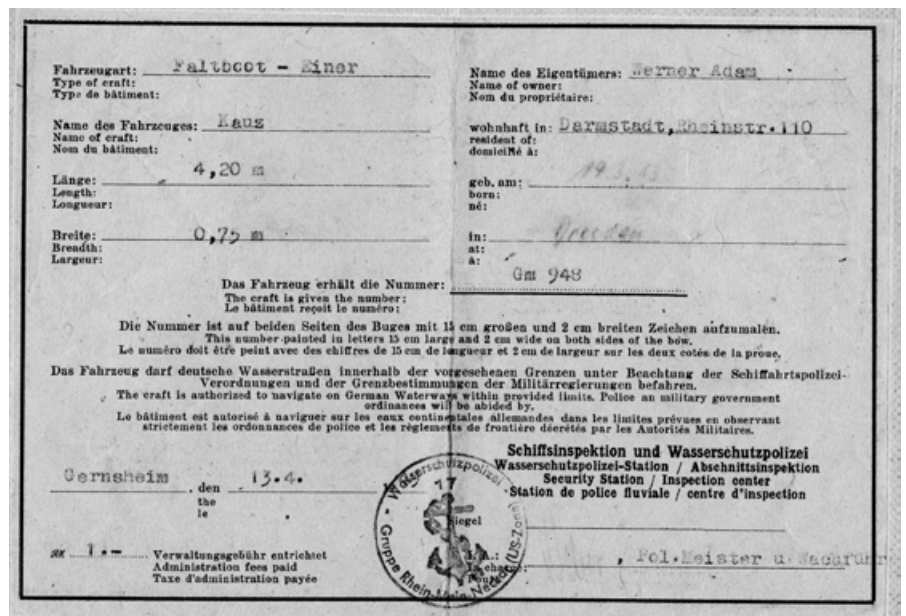 Fahrzeugart: Faltboot - Einer
Type of craft:
Type de bâtiment:
Name des Fahrzeuges: Kauz
Name of craft:
Nom du bâtiment:
Länge: 4,20 m
Length:
Longueur:
Breite: 0,75 m
Breadth:
Largeur:
Name des Eigentümers: Werner Adam
Name of owner:
Nom du propriétaire:
wohnhaft in: Darmstadt, Rheinstr. 110
resident of:
domicilié à:
geb. am: 19.3.
born:
né:
in: Dresden
at:
à:
Das Fahrzeug erhält die Nummer: Gm 948
The craft is given the number:
Le bâtiment reçoit le numéro:
Die Nummer ist auf beiden Seiten des Buges mit 15 cm großen und 2 cm breiten Zeichen aufzumalen.
This number painted in letters 15 cm large and 2 cm wide on both sides of the bow.
Le numéro doit être peint avec des chiffres de 15 cm de longueur et 2 cm de largeur sur les deux cotés de la proue.
Das Fahrzeug darf deutsche Wasserstraßen innerhalb der vorgesehenen Grenzen unter Beachtung der Schiffahrtspolizei-
Verordnungen und der Grenzbestimmungen der Militärregierungen befahren.
The craft is authorized to navigate on German Waterways within provided limits. Police an military government
ordinances will be abided by.
Le bâtiment est autorisé à naviguer sur les eaux continentales allemandes dans les limites prévues en observant
strictement les ordonnances de police et les règlements de frontière décrétés par les Autorités Militaires.
Gernsheim, den 13.4.
the
le
1.- Verwaltungsgebühr entrichtet
Administration fees paid
Taxe d'administration payée
Schiffsinspektion und Wasserschutzpolizei
Wasserschutzpolizei-Station / Abschnittsinspektion
Security Station / Inspection center
Station de police fluviale / centre d'inspection
Siegel
Wasserschutzpolizei
17
Gruppe Rhein-Main-Neckar (US-Zone)
I. A.:
In charge:
Pour
, Pol.Meister u.